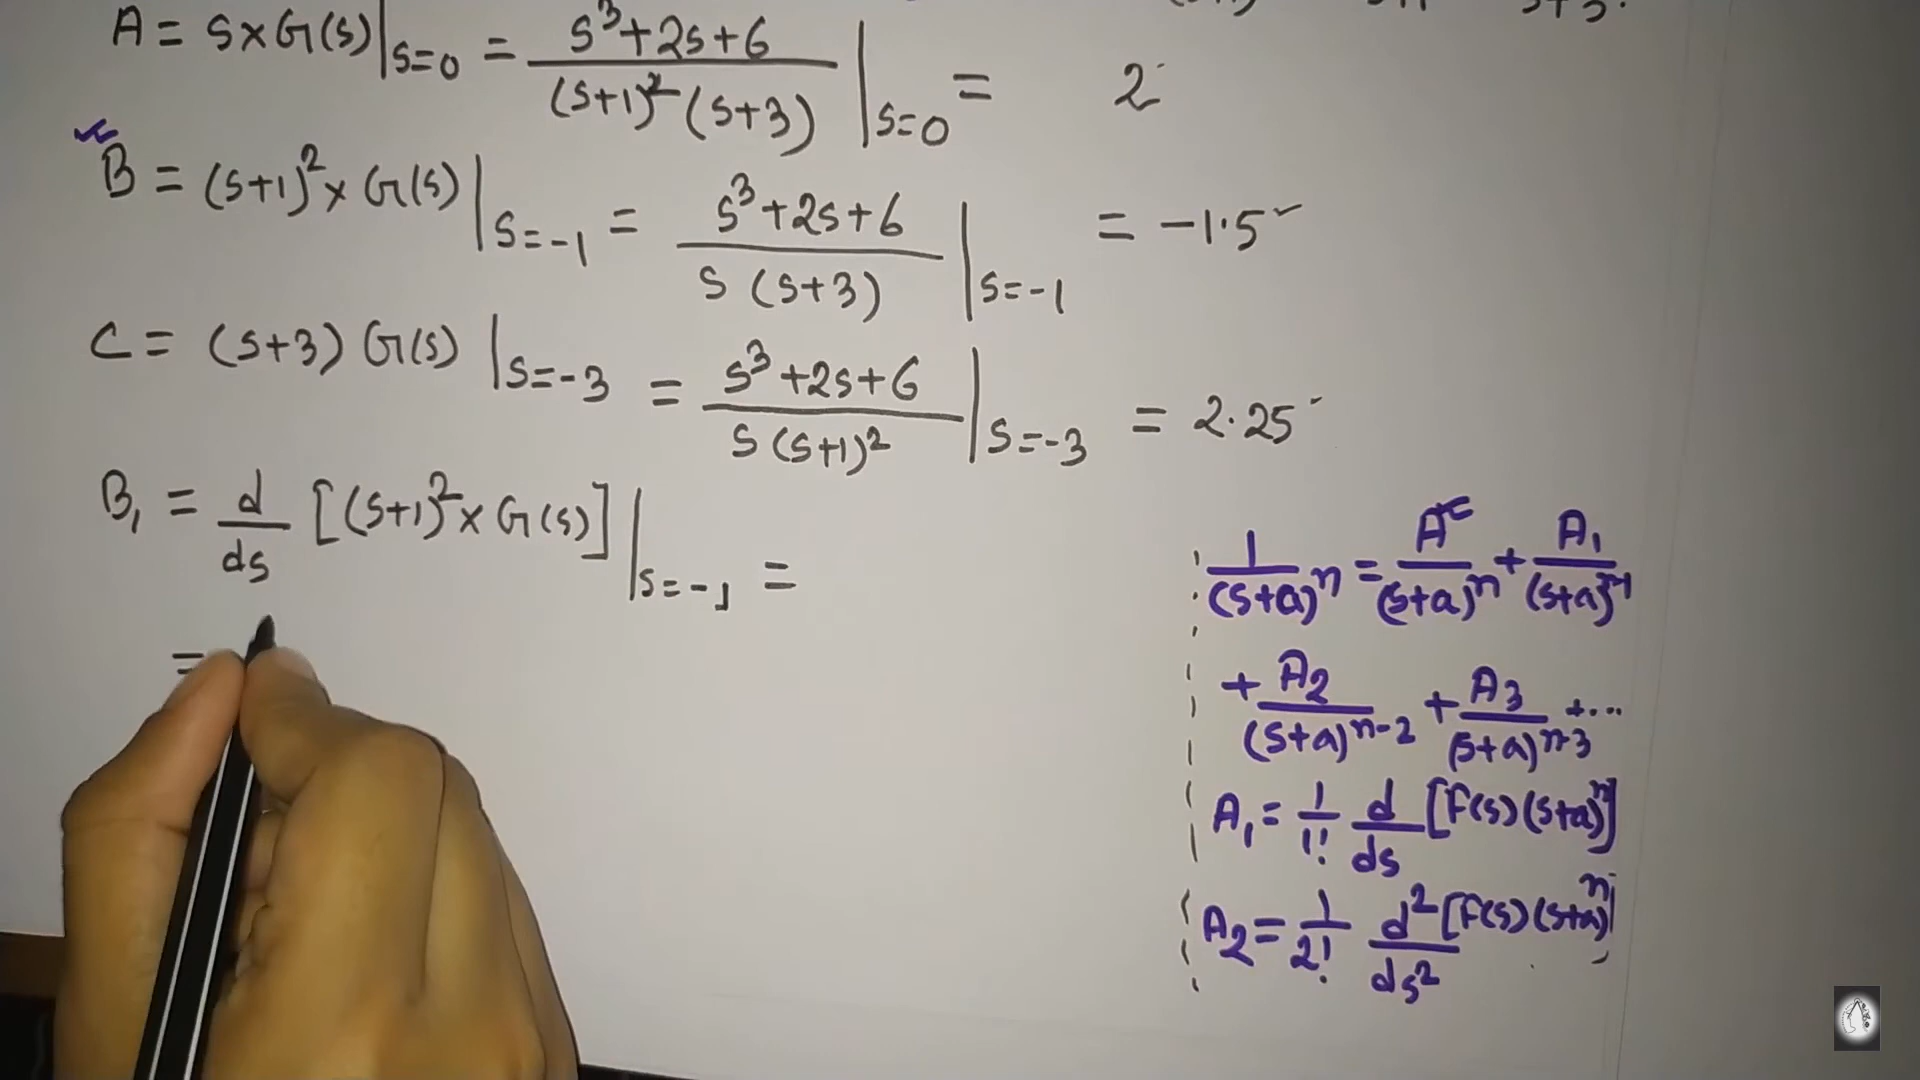 A = s×G(s)|s=0 = s³+2s+6 / (s+1)² (s+3) |s=0 = 2
B = (s+1)² × G(s)|s=-1 = s³+2s+6 / s (s+3) |s=-1 = -1.5
C = (s+3) G(s) |s=-3 = s³+2s+6 / s (s+1)² |s=-3 = 2.25
B₁ = d/ds [(s+1)² × G(s)] |s=-1 =
=
1/(s+a)ⁿ = A/(s+a)ⁿ + A₁/(s+a)ⁿ⁻¹
+ A₂/(s+a)ⁿ⁻² + A₃/(s+a)ⁿ⁻³ + ...
A₁ = 1/1! d/ds [F(s) (s+a)ⁿ]
A₂ = 1/2! d²/ds² [F(s) (s+a)ⁿ]